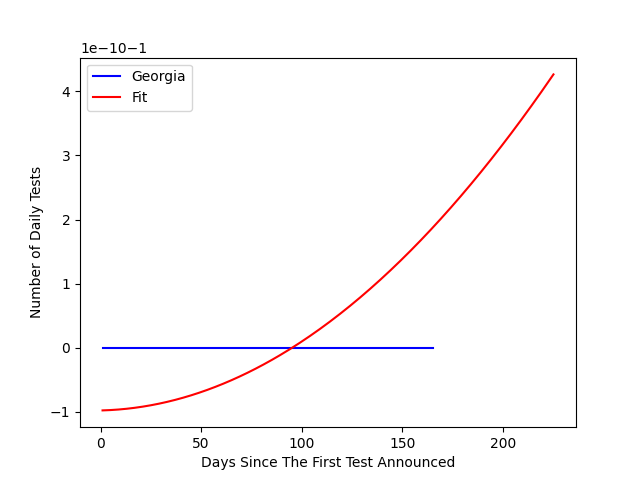 1e−10−1
Georgia
Fit
4
3
2
1
0
−1
Number of Daily Tests
0 50 100 150 200
Days Since The First Test Announced